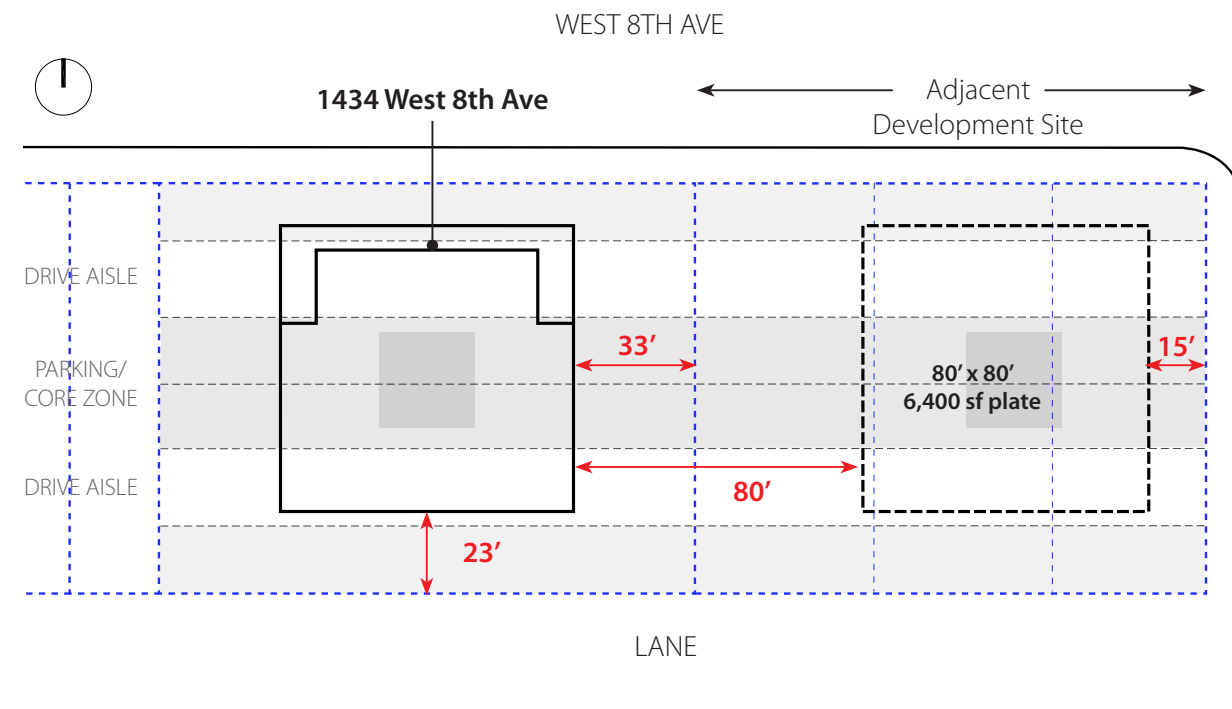 WEST 8TH AVE
1434 West 8th Ave
Adjacent
Development Site
DRIVE AISLE
33’
15’
PARKING/
CORE ZONE
80’ x 80’
6,400 sf plate
DRIVE AISLE
80’
23’
LANE